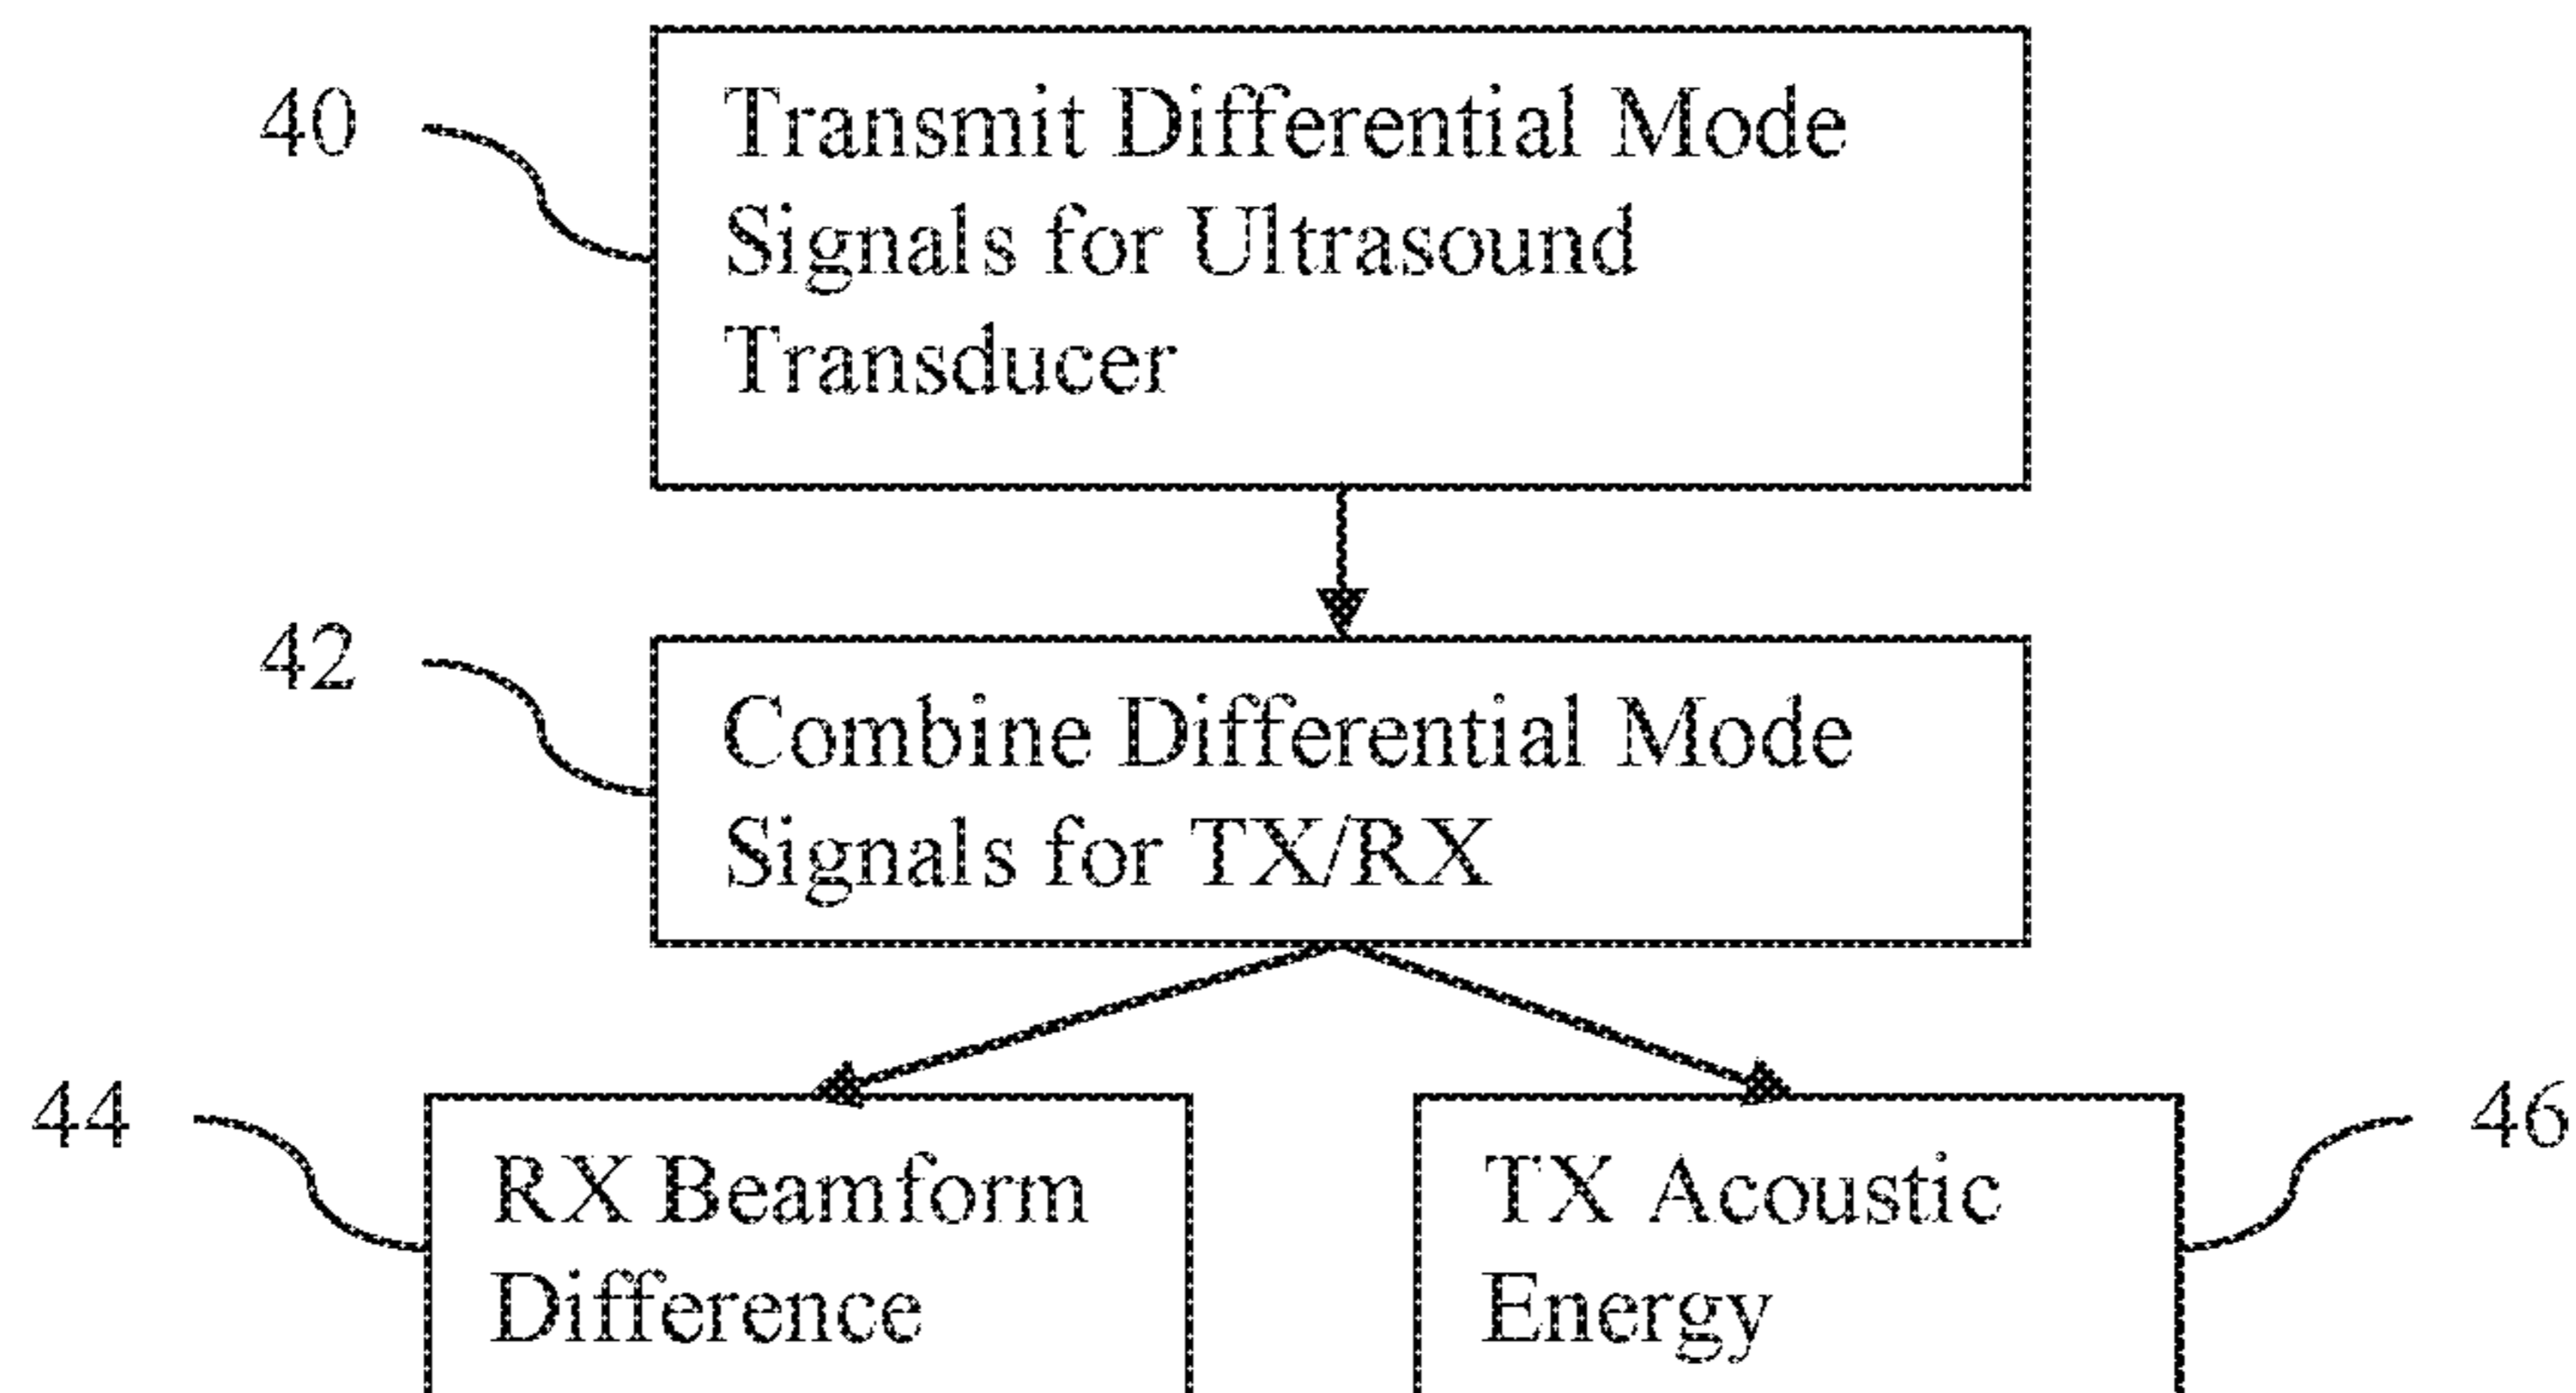 40
Transmit Differential Mode
Signals for Ultrasound
Transducer
42
Combine Differential Mode
Signals for TX/RX
44
RX Beamform
Difference
TX Acoustic
Energy
46